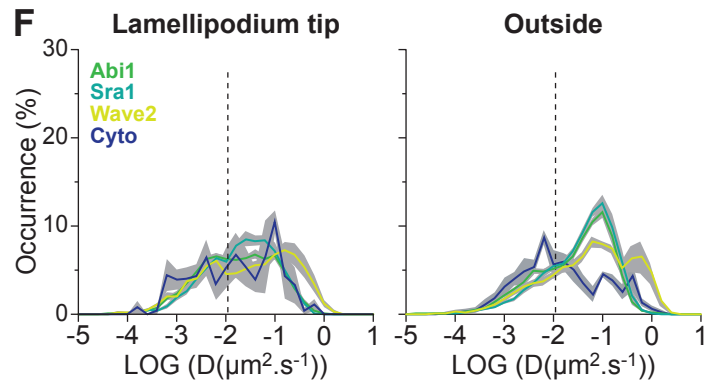 F
Lamellipodium tip
Outside
Occurrence (%)
30
20
10
0
Abi1
Sra1
Wave2
Cyto
-5 -4 -3 -2 -1 0 1
-5 -4 -3 -2 -1 0 1
LOG (D(µm².s⁻¹))
LOG (D(µm².s⁻¹))